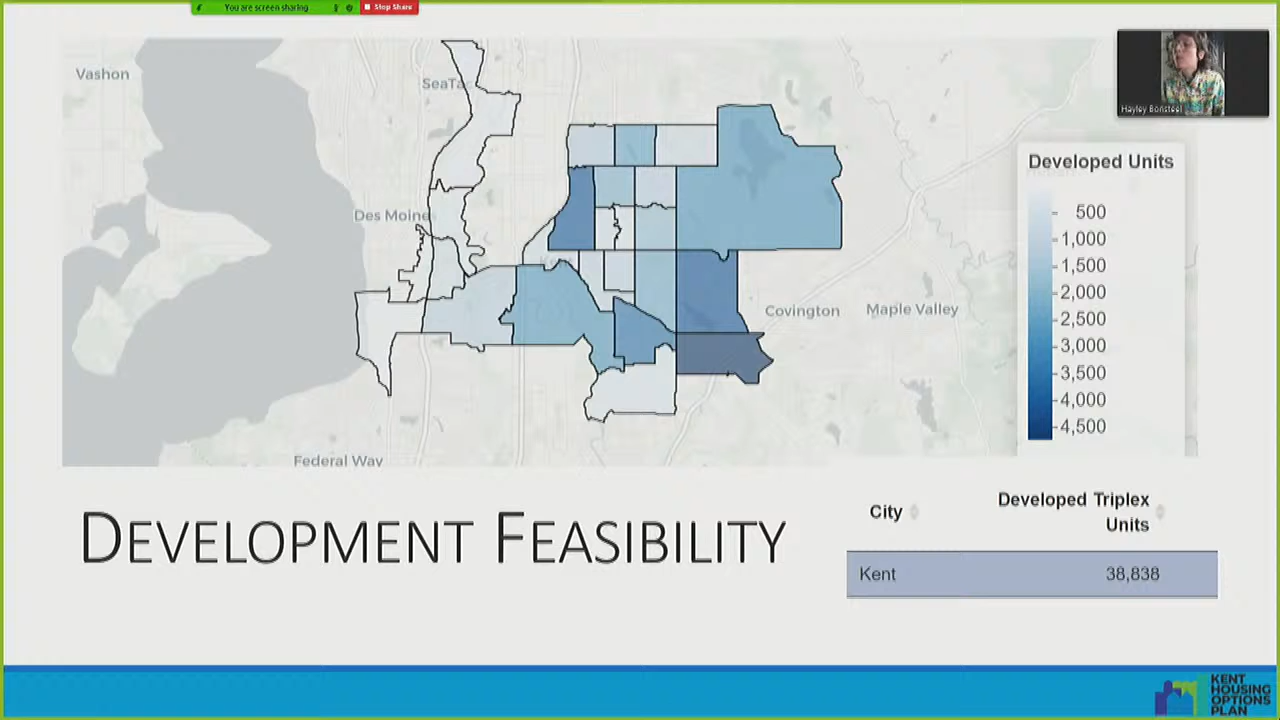 You are screen sharing
Stop Share
Vashon
SeaTa
Des Moine
Covington
Maple Valley
Federal Way
Hayley Bonsteel
Developed Units
500
1,000
1,500
2,000
2,500
3,000
3,500
4,000
4,500
DEVELOPMENT FEASIBILITY
City
Developed Triplex
Units
Kent
38,838
KENT
HOUSING
OPTIONS
PLAN